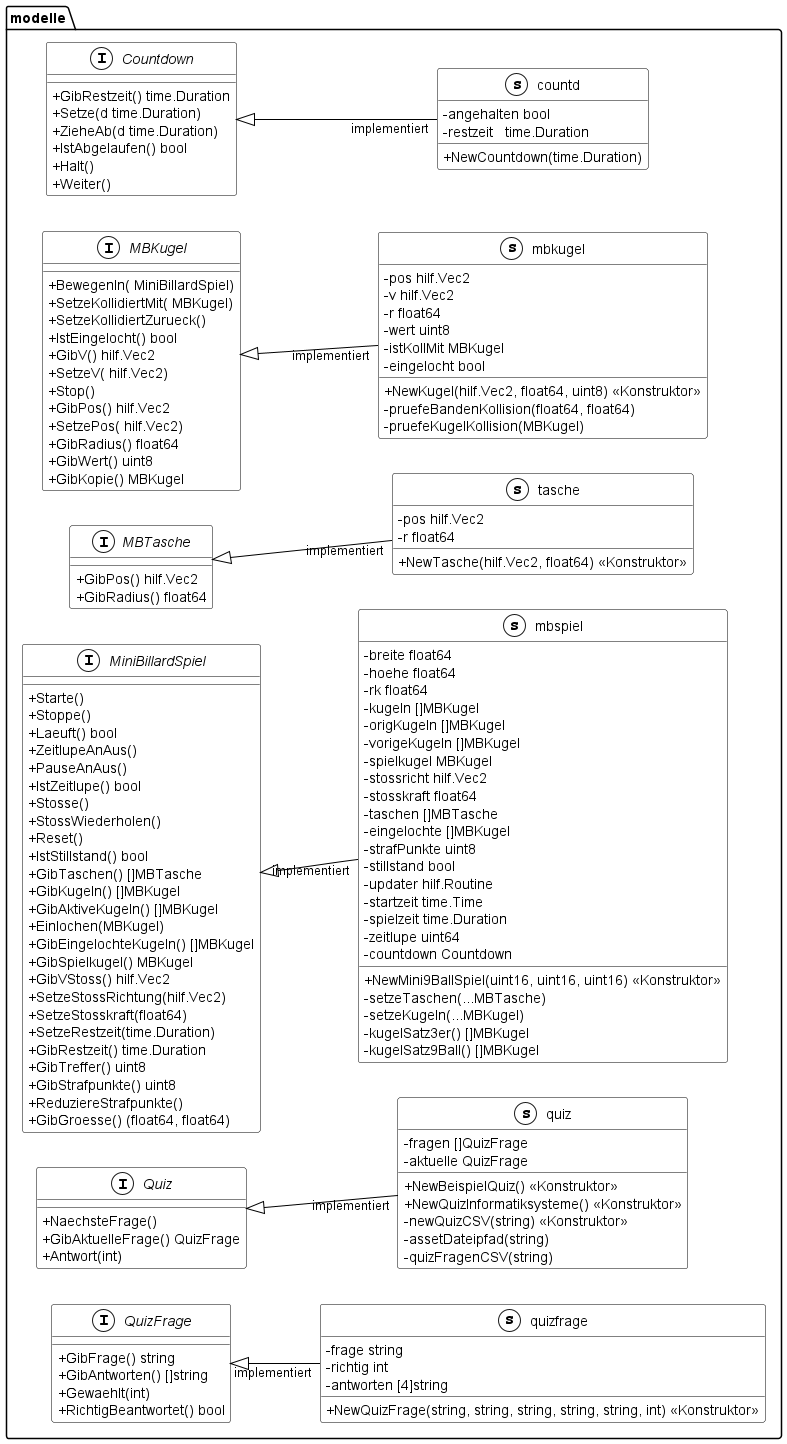 modelle
I Countdown
+GibRestzeit() time.Duration
+Setze(d time.Duration)
+ZieheAb(d time.Duration)
+IstAbgelaufen() bool
+Halt()
+Weiter()
implementiert
s countd
-angehalten bool
-restzeit time.Duration
+NewCountdown(time.Duration)
I MBKugel
+BewegenIn( MiniBillardSpiel)
+SetzeKollidiertMit( MBKugel)
+SetzeKollidiertZurueck()
+IstEingelocht() bool
+GibV() hilf.Vec2
+SetzeV( hilf.Vec2)
+Stop()
+GibPos() hilf.Vec2
+SetzePos( hilf.Vec2)
+GibRadius() float64
+GibWert() uint8
+GibKopie() MBKugel
implementiert
s mbkugel
-pos hilf.Vec2
-v hilf.Vec2
-r float64
-wert uint8
-istKollMit MBKugel
-eingelocht bool
+NewKugel(hilf.Vec2, float64, uint8) «Konstruktor»
-pruefeBandenKollision(float64, float64)
-pruefeKugelKollision(MBKugel)
I MBTasche
+GibPos() hilf.Vec2
+GibRadius() float64
implementiert
s tasche
-pos hilf.Vec2
-r float64
+NewTasche(hilf.Vec2, float64) «Konstruktor»
I MiniBillardSpiel
+Starte()
+Stoppe()
+Laeuft() bool
+ZeitlupeAnAus()
+PauseAnAus()
+IstZeitlupe() bool
+Stosse()
+StossWiederholen()
+Reset()
+IstStillstand() bool
+GibTaschen() []MBTasche
+GibKugeln() []MBKugel
+GibAktiveKugeln() []MBKugel
+Einlochen(MBKugel)
+GibEingelochteKugeln() []MBKugel
+GibSpielkugel() MBKugel
+GibVStoss() hilf.Vec2
+SetzeStossRichtung(hilf.Vec2)
+SetzeStosskraft(float64)
+SetzeRestzeit(time.Duration)
+GibRestzeit() time.Duration
+GibTreffer() uint8
+GibStrafpunkte() uint8
+ReduziereStrafpunkte()
+GibGroesse() (float64, float64)
implementiert
s mbspiel
-breite float64
-hoehe float64
-rk float64
-kugeln []MBKugel
-origKugeln []MBKugel
-vorigeKugeln []MBKugel
-spielkugel MBKugel
-stossricht hilf.Vec2
-stosskraft float64
-taschen []MBTasche
-eingelochte []MBKugel
-strafPunkte uint8
-stillstand bool
-updater hilf.Routine
-startzeit time.Time
-spielzeit time.Duration
-zeitlupe uint64
-countdown Countdown
+NewMini9BallSpiel(uint16, uint16, uint16) «Konstruktor»
-setzeTaschen(...MBTasche)
-setzeKugeln(...MBKugel)
-kugelSatz3er() []MBKugel
-kugelSatz9Ball() []MBKugel
I Quiz
+NaechsteFrage()
+GibAktuelleFrage() QuizFrage
+Antwort(int)
implementiert
s quiz
-fragen []QuizFrage
-aktuelle QuizFrage
+NewBeispielQuiz() «Konstruktor»
+NewQuizInformatiksysteme() «Konstruktor»
-newQuizCSV(string) «Konstruktor»
-assetDateipfad(string)
-quizFragenCSV(string)
I QuizFrage
+GibFrage() string
+GibAntworten() []string
+Gewaehlt(int)
+RichtigBeantwortet() bool
implementiert
s quizfrage
-frage string
-richtig int
-antworten [4]string
+NewQuizFrage(string, string, string, string, string, int) «Konstruktor»